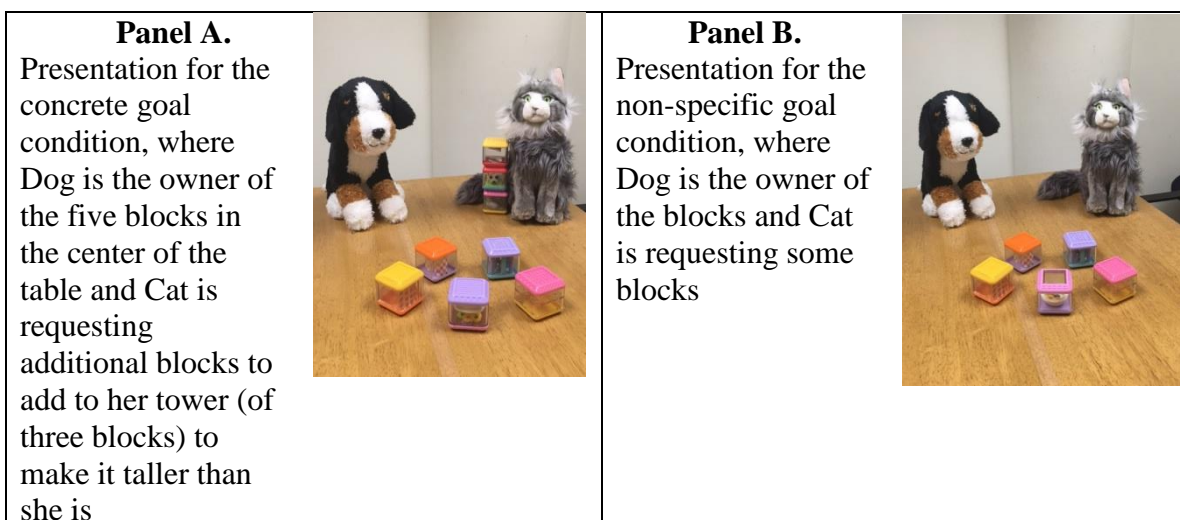 Panel A.
Presentation for the
concrete goal
condition, where
Dog is the owner of
the five blocks in
the center of the
table and Cat is
requesting
additional blocks to
add to her tower (of
three blocks) to
make it taller than
she is
Panel B.
Presentation for the
non-specific goal
condition, where
Dog is the owner of
the blocks and Cat
is requesting some
blocks